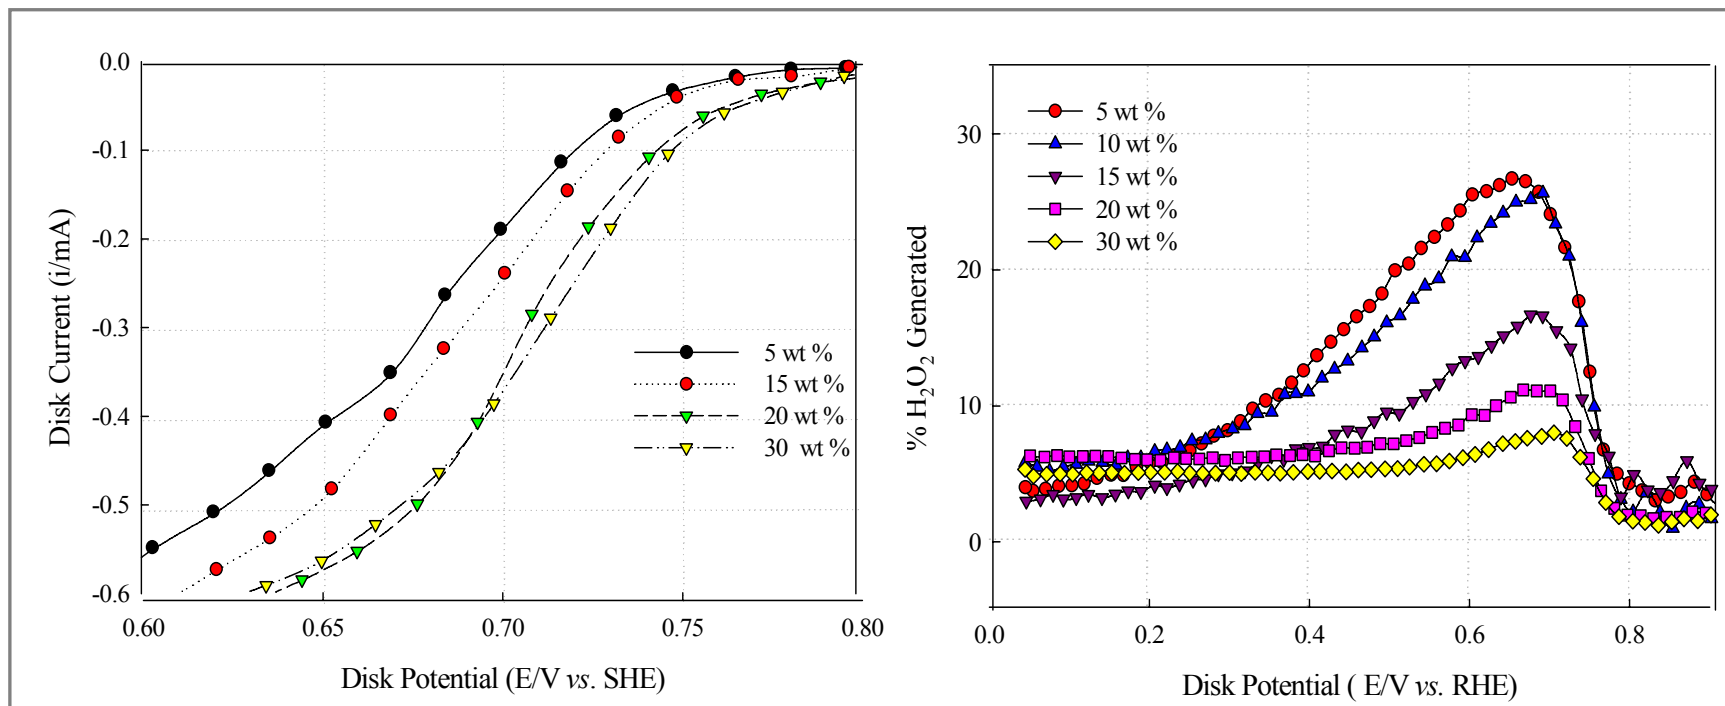 0.0
-0.1
-0.2
-0.3
-0.4
-0.5
-0.6
0.60 0.65 0.70 0.75 0.80
Disk Current (i/mA)
Disk Potential (E/V vs. SHE)
5 wt %
15 wt %
20 wt %
30 wt %
30
20
10
0
0.0 0.2 0.4 0.6 0.8
% H₂O₂ Generated
Disk Potential ( E/V vs. RHE)
5 wt %
10 wt %
15 wt %
20 wt %
30 wt %